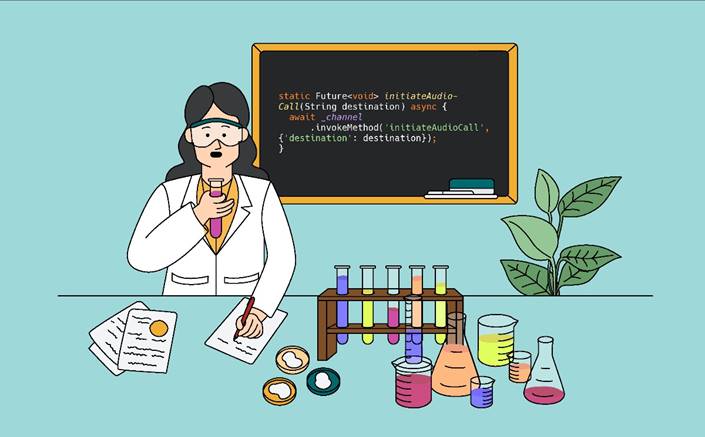 static Future<void> initiateAudio-
Call(String destination) async {
await _channel
.invokeMethod('initiateAudioCall',
{'destination': destination});
}